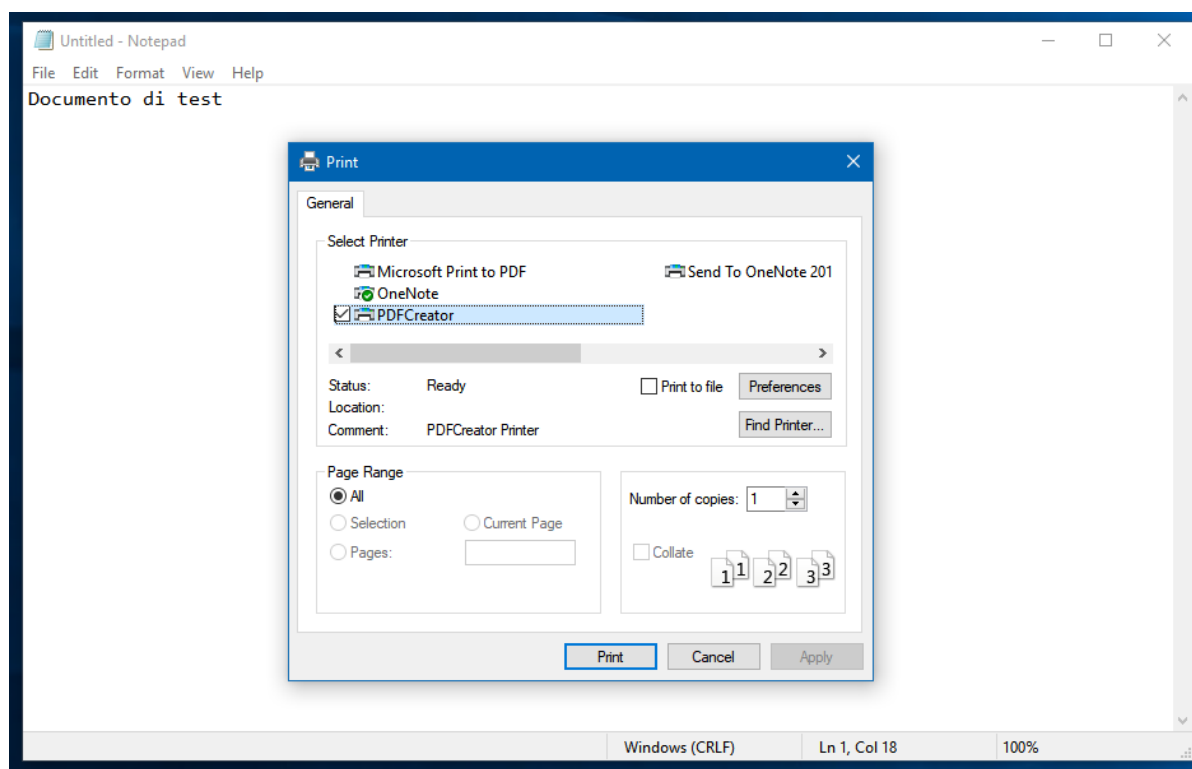 Untitled - Notepad
File Edit Format View Help
Documento di test
Print
General
Select Printer
Microsoft Print to PDF
Send To OneNote 201
OneNote
PDFCreator
Status: Ready
Print to file
Preferences
Location:
Comment: PDFCreator Printer
Find Printer...
Page Range
All
Number of copies: 1
Selection
Current Page
Pages:
Collate
1 1 2 2 3 3
Print Cancel Apply
Windows (CRLF) Ln 1, Col 18 100%